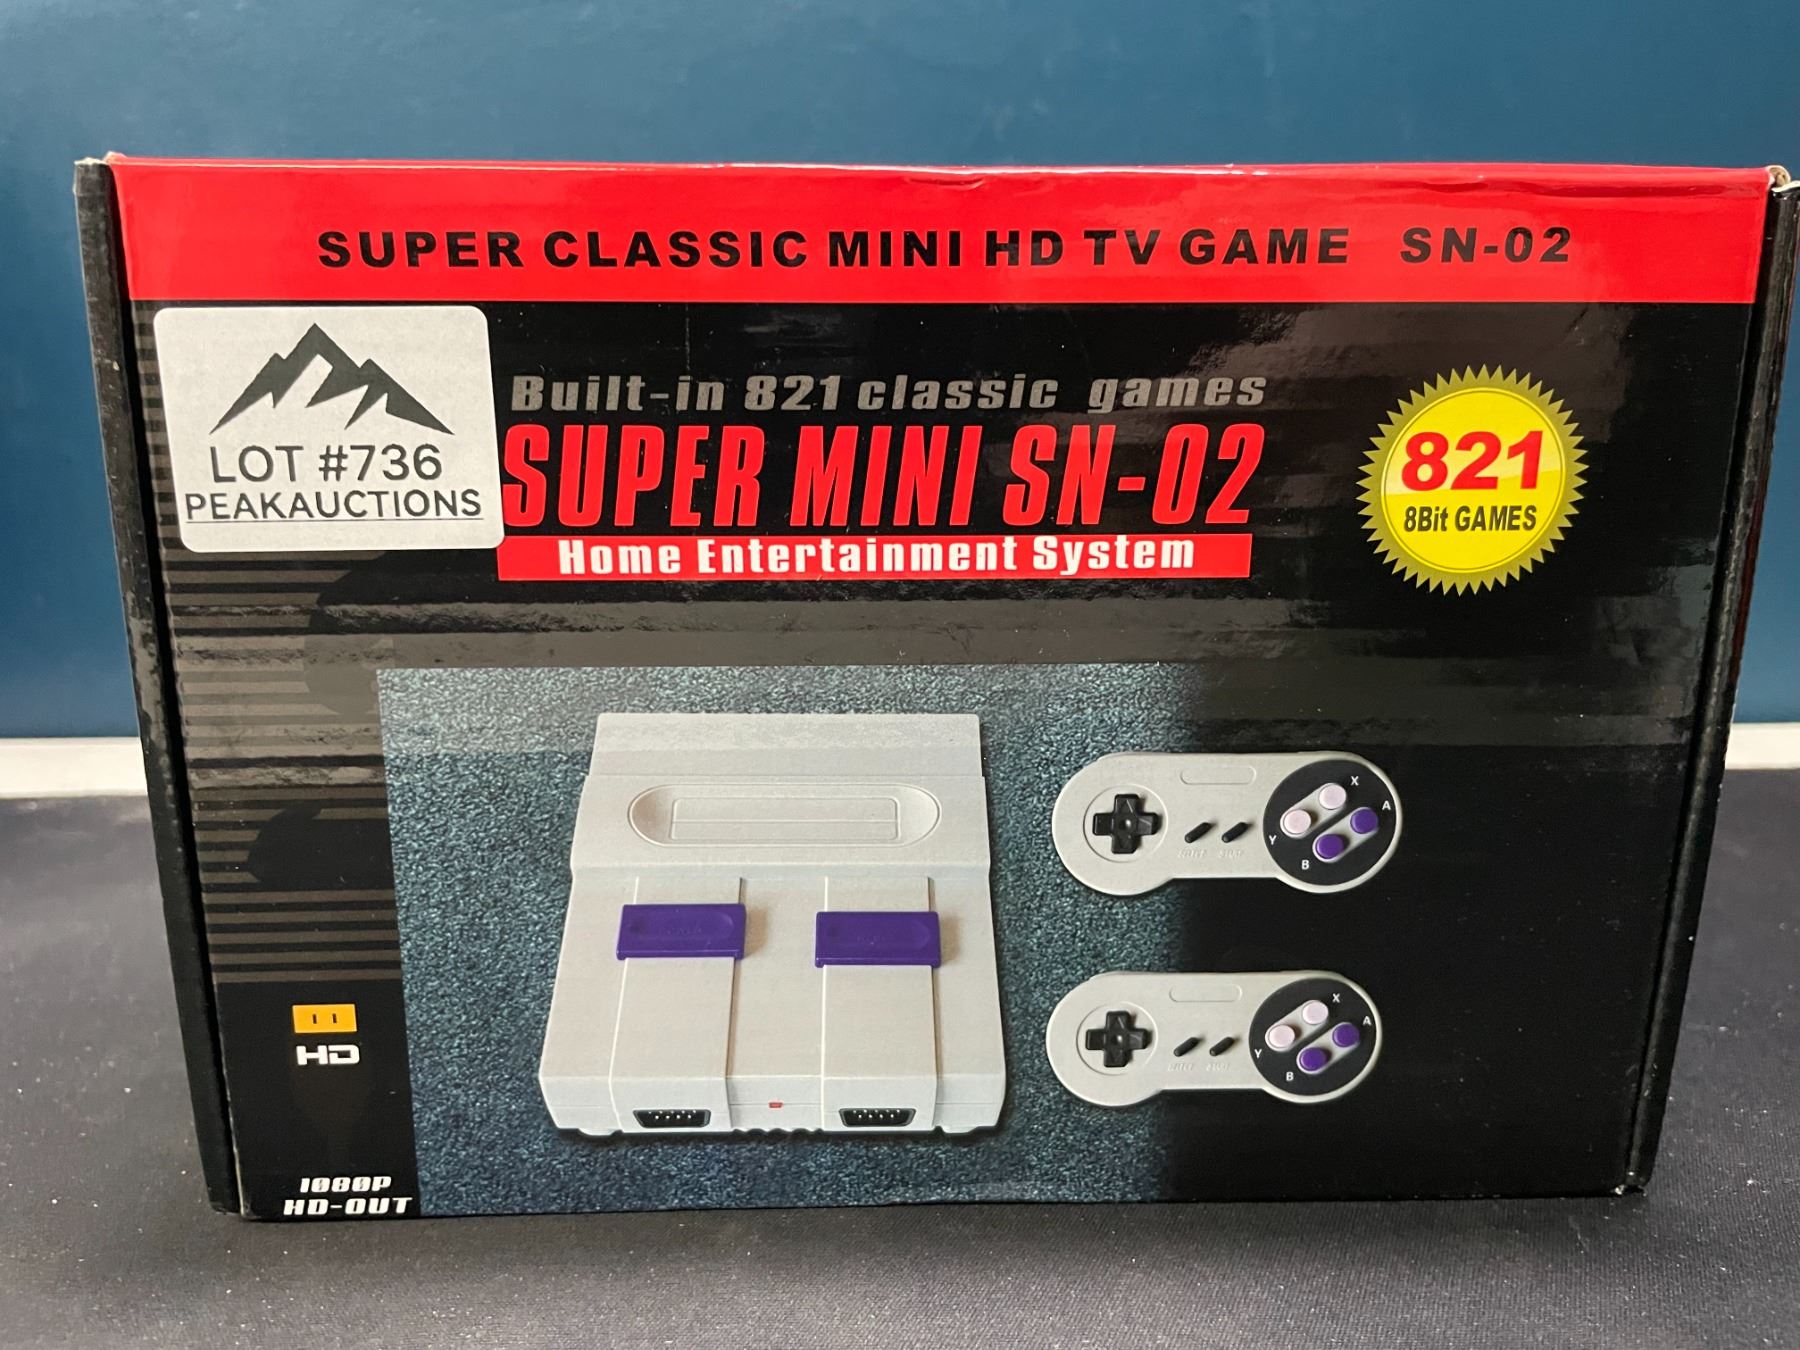 SUPER CLASSIC MINI HD TV GAME SN-02
LOT #736
PEAKAUCTIONS
Built-in 821 classic games
SUPER MINI SN-02
Home Entertainment System
821
8Bit GAMES
X
A
Y
B
X
A
Y
B
HD
1080P
HD-OUT